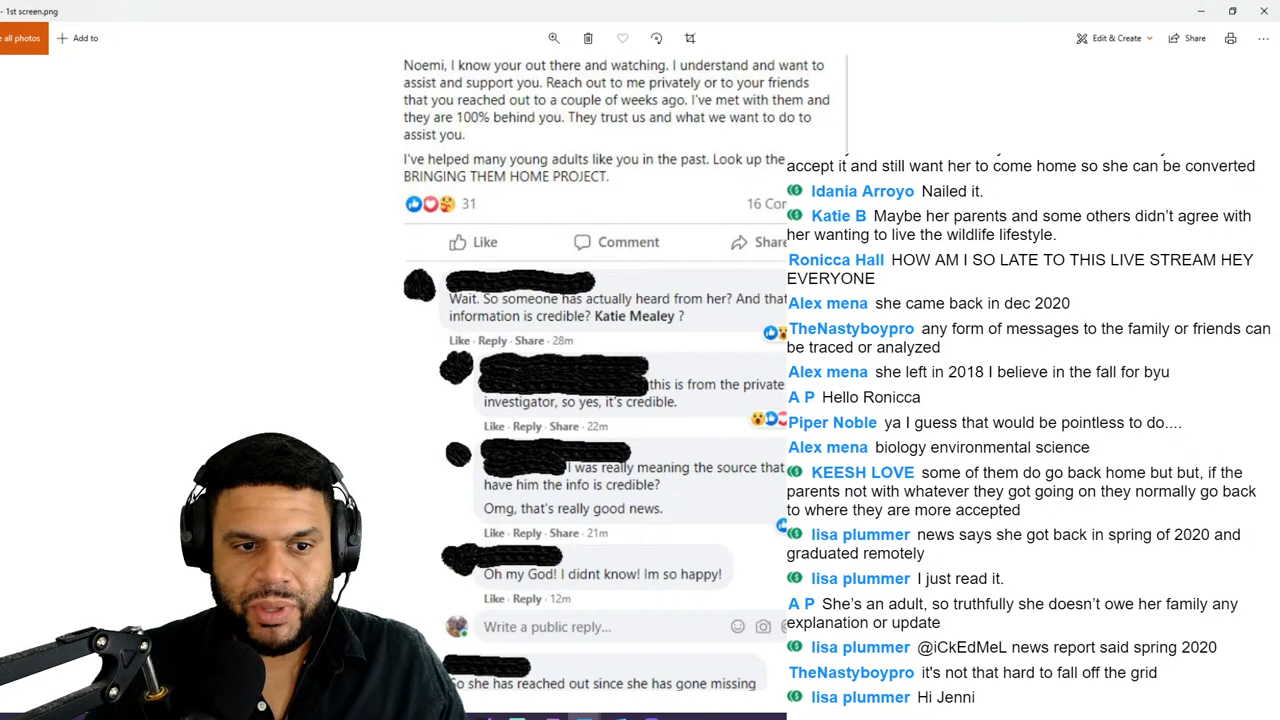 - 1st screen.png
e all photos
Add to
Edit & Create
Share
Noemi, I know your out there and watching. I understand and want to
assist and support you. Reach out to me privately or to your friends
that you reached out to a couple of weeks ago. I've met with them and
they are 100% behind you. They trust us and what we want to do to
assist you.
I've helped many young adults like you in the past. Look up the
BRINGING THEM HOME PROJECT.
31
16 Cor
Like
Comment
Share
Wait. So someone has actually heard from her? And that
information is credible? Katie Mealey ?
Like · Reply · Share · 28m
this is from the private
investigator, so yes, it's credible.
Like · Reply · Share · 22m
I was really meaning the source that
have him the info is credible?
Omg, that's really good news.
Like · Reply · Share · 21m
Oh my God! I didnt know! Im so happy!
Like · Reply · 12m
Write a public reply...
So she has reached out since she has gone missing
accept it and still want her to come home so she can be converted
Idania Arroyo Nailed it.
Katie B Maybe her parents and some others didn't agree with
her wanting to live the wildlife lifestyle.
Ronicca Hall HOW AM I SO LATE TO THIS LIVE STREAM HEY
EVERYONE
Alex mena she came back in dec 2020
TheNastyboypro any form of messages to the family or friends can
be traced or analyzed
Alex mena she left in 2018 I believe in the fall for byu
A P Hello Ronicca
Piper Noble ya I guess that would be pointless to do....
Alex mena biology environmental science
KEESH LOVE some of them do go back home but but, if the
parents not with whatever they got going on they normally go back
to where they are more accepted
lisa plummer news says she got back in spring of 2020 and
graduated remotely
lisa plummer I just read it.
A P She's an adult, so truthfully she doesn't owe her family any
explanation or update
lisa plummer @iCkEdMeL news report said spring 2020
TheNastyboypro it's not that hard to fall off the grid
lisa plummer Hi Jenni